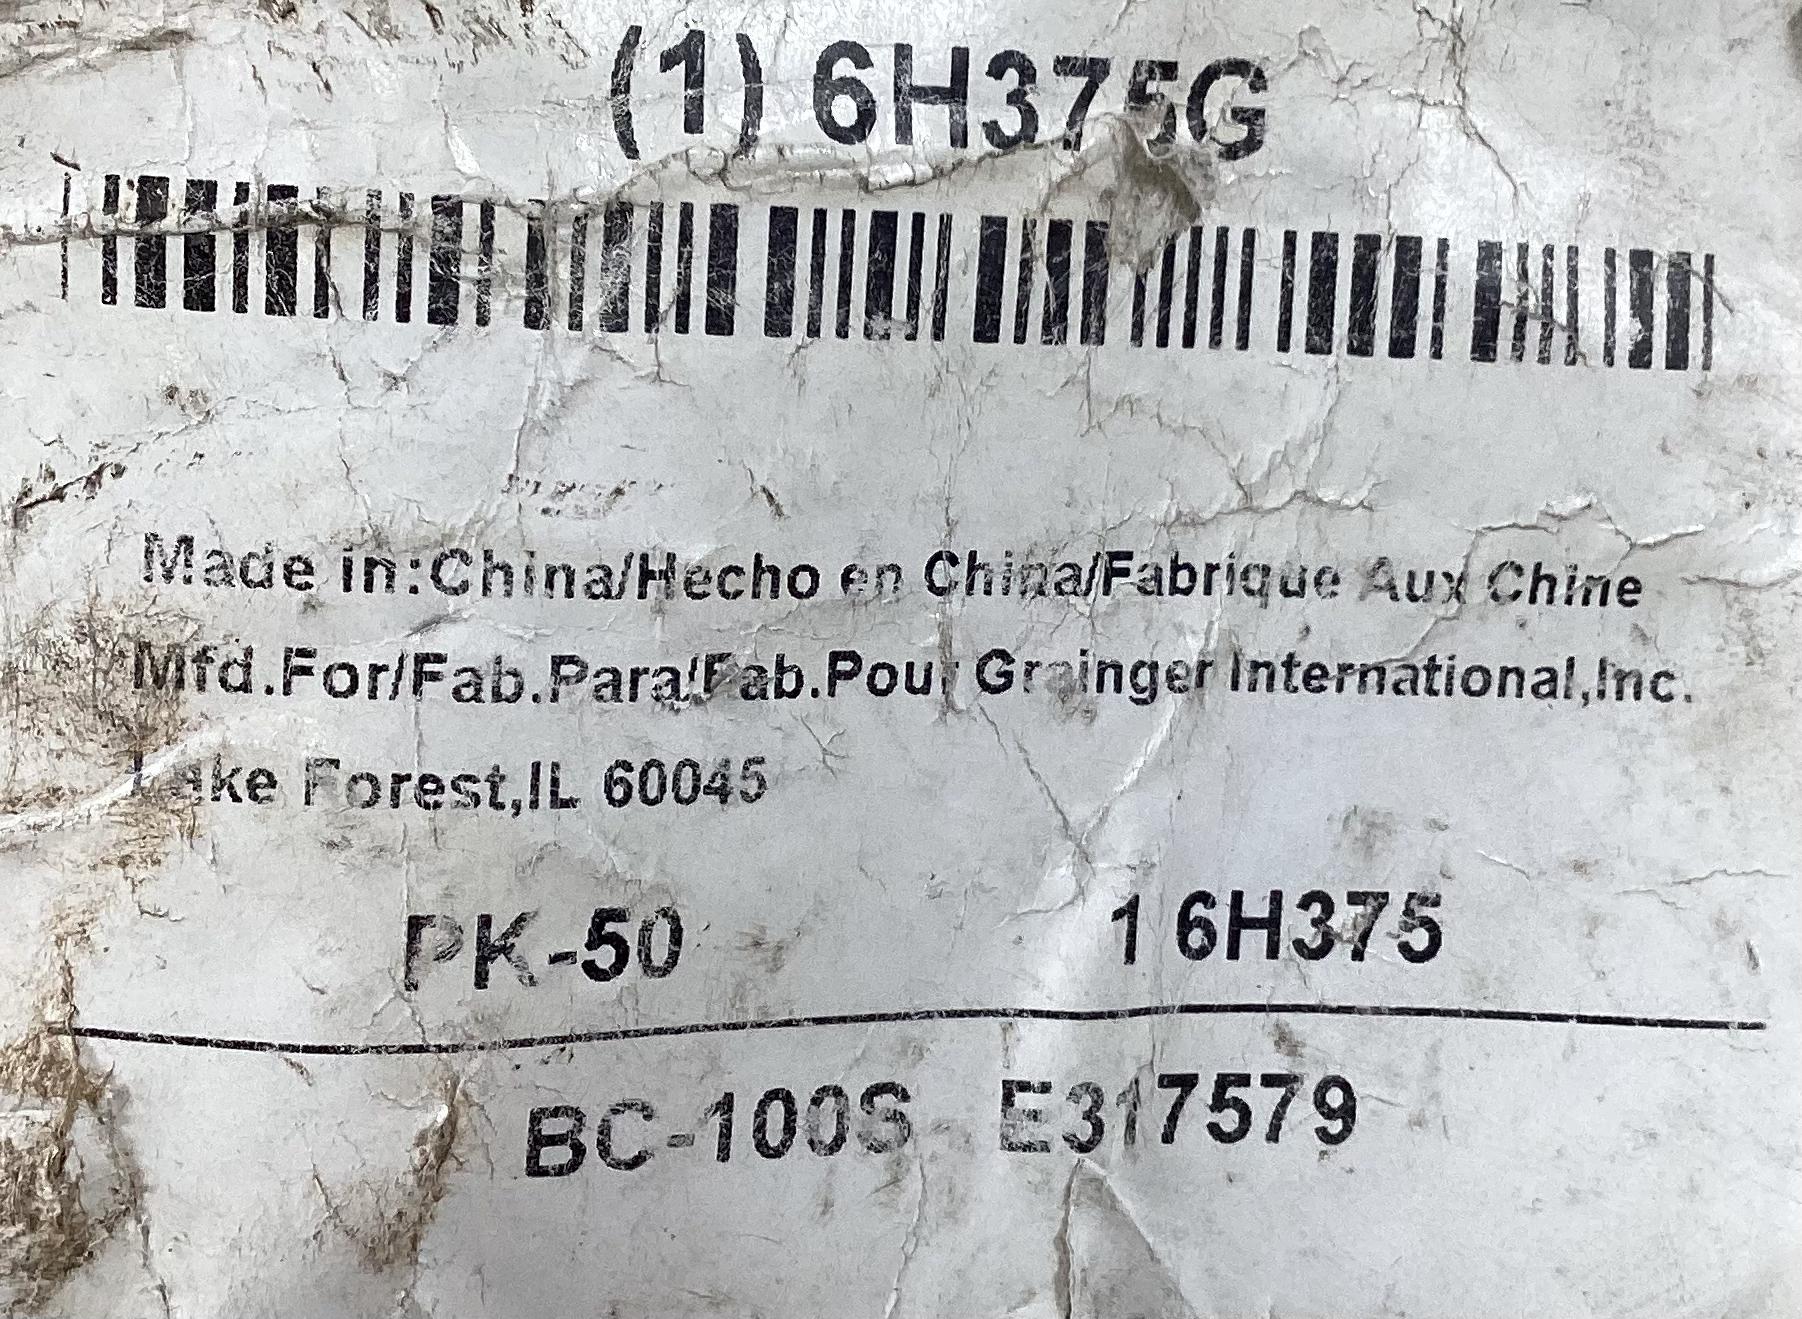 (1) 6H375G
Made in:China/Hecho en China/Fabrique Aux Chine
Mfd.For/Fab.Para/Fab.Pour Grainger International,Inc.
Lake Forest,IL 60045
PK-50 1 6H375
BC-100S E317579